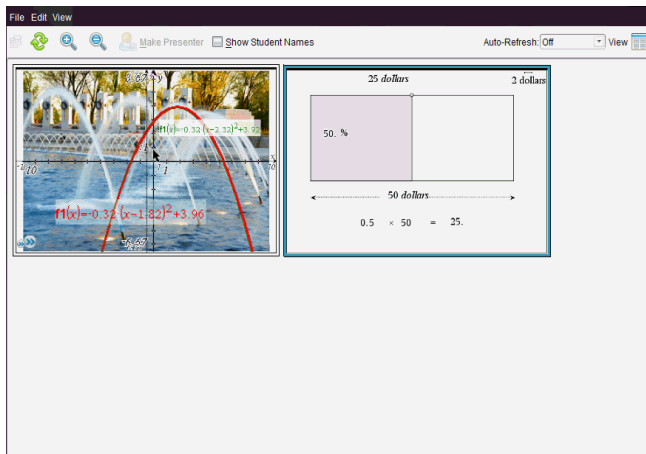 File Edit View
Make Presenter Show Student Names Auto-Refresh: Off View
6.67 y
f1(x)=-0.32·(x-2.32)²+3.92
1
-10 1 10
f1(x)=-0.32·(x-1.82)²+3.96
-6.67
25 dollars 2 dollars
50. %
50 dollars
0.5 × 50 = 25.